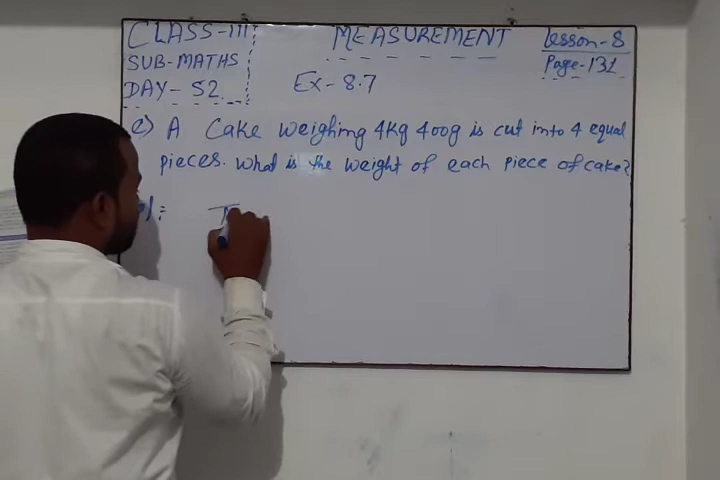 CLASS-III
SUB-MATHS
DAY-52
MEASUREMENT
Ex-8.7
Lesson-8
Page-131
e) A Cake weighing 4Kg 400g is cut into 4 equal
pieces. what is the weight of each piece of cake?
T